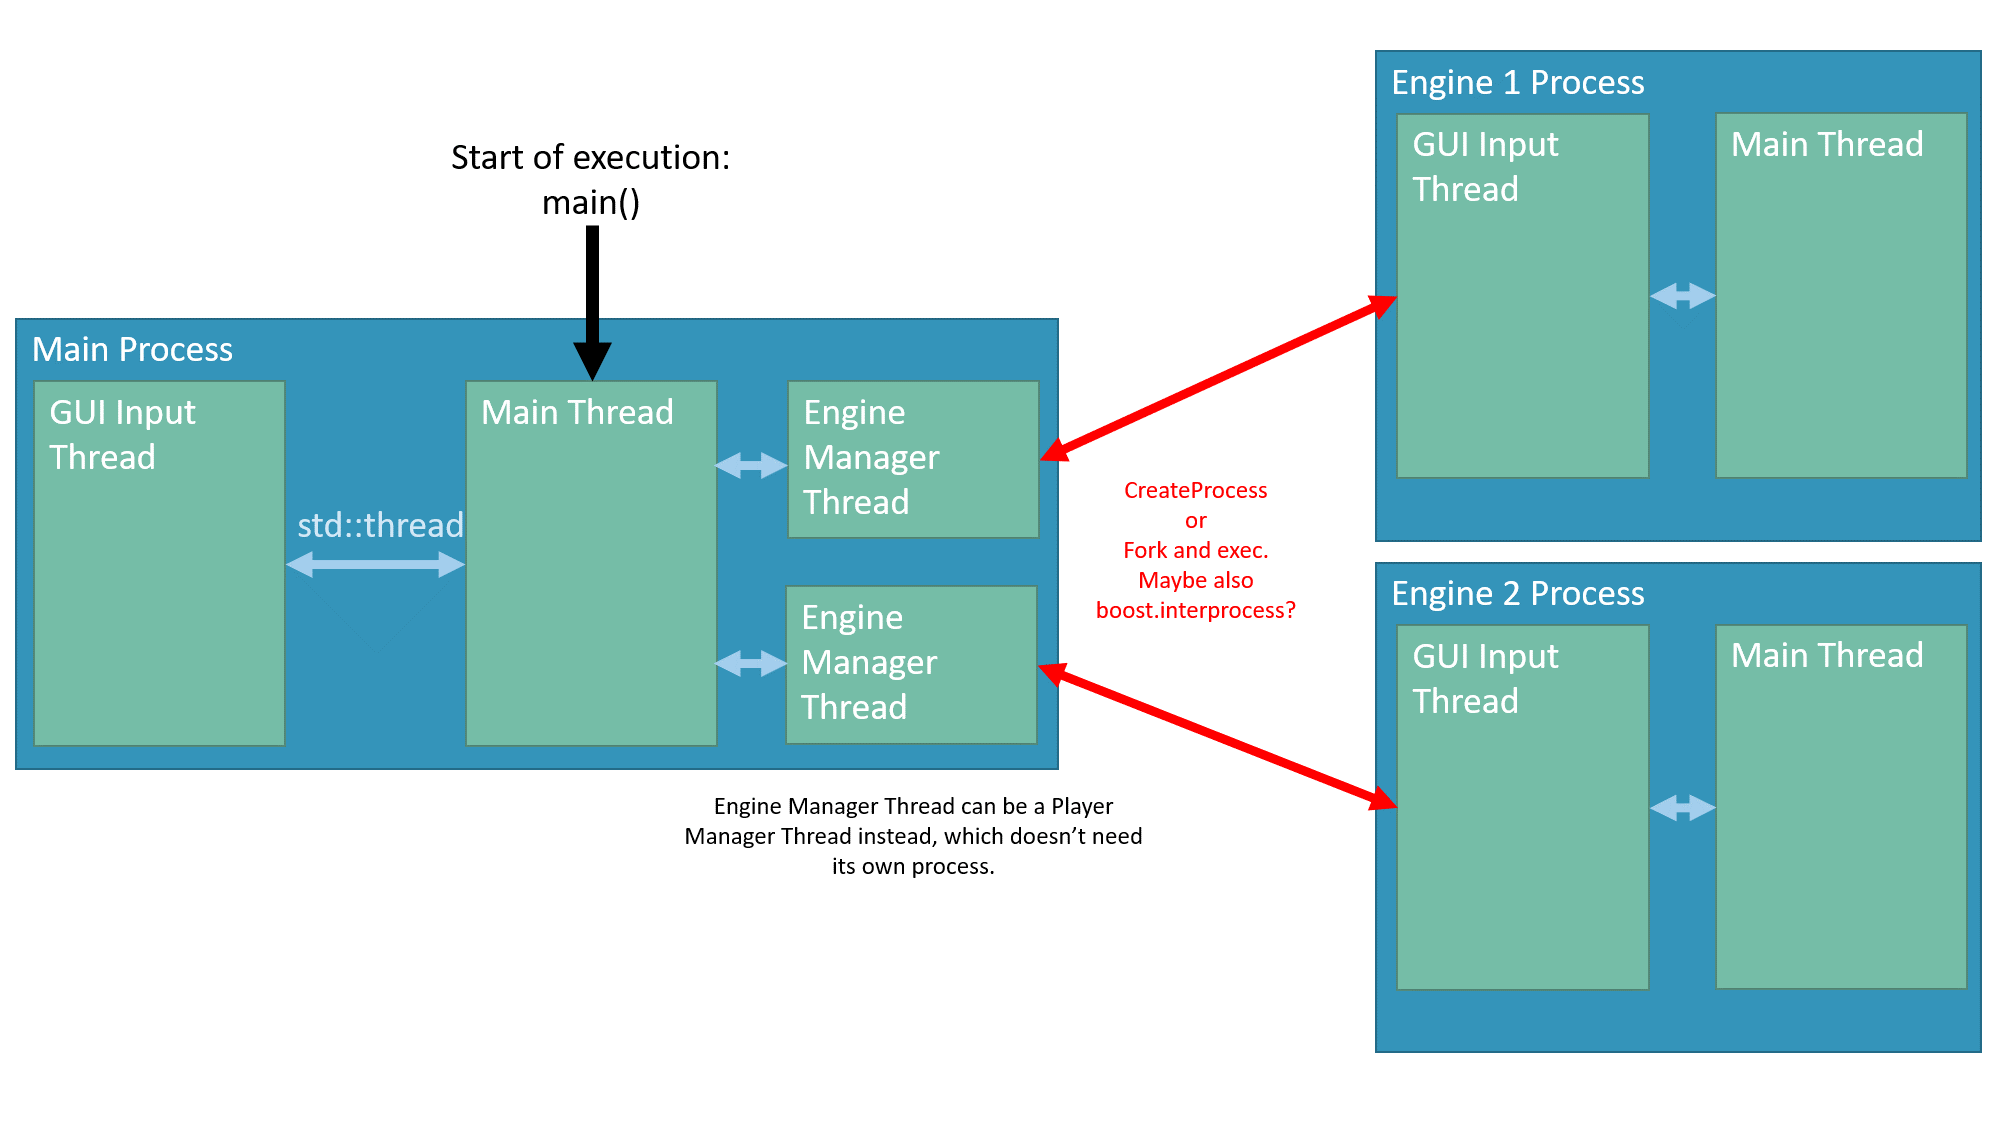 Start of execution:
main()
Main Process
GUI Input
Thread
std::thread
Main Thread
Engine
Manager
Thread
Engine
Manager
Thread
Engine Manager Thread can be a Player
Manager Thread instead, which doesn’t need
its own process.
CreateProcess
or
Fork and exec.
Maybe also
boost.interprocess?
Engine 1 Process
GUI Input
Thread
Main Thread
Engine 2 Process
GUI Input
Thread
Main Thread